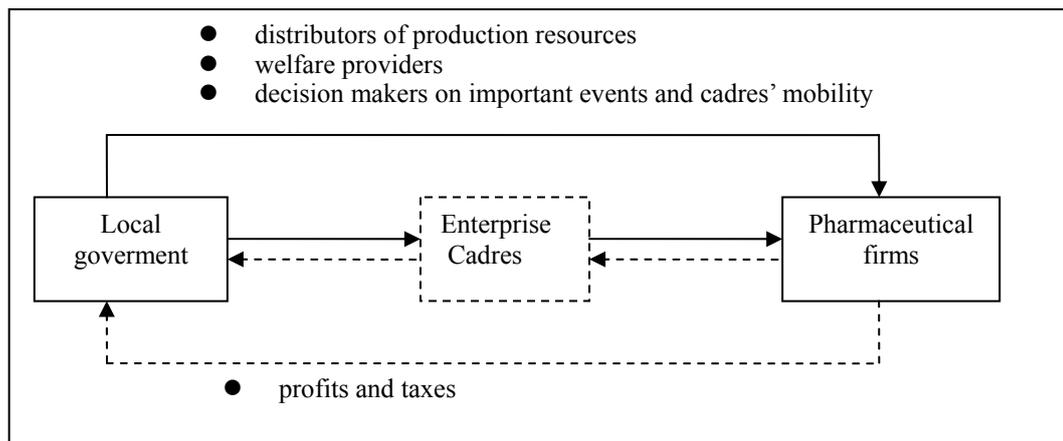 ● distributors of production resources
● welfare providers
● decision makers on important events and cadres’ mobility
Local
goverment
Enterprise
Cadres
Pharmaceutical
firms
● profits and taxes